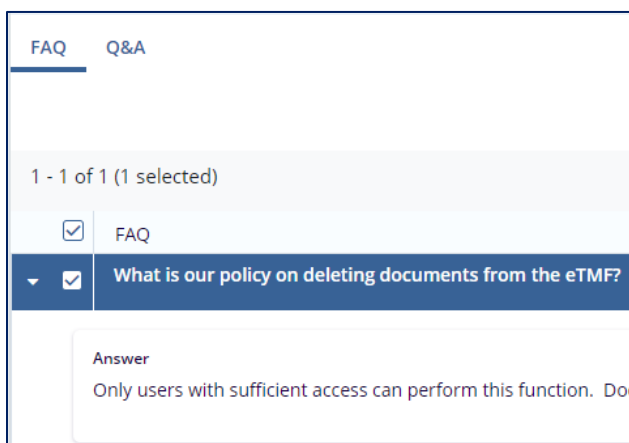 FAQ Q&A
1 - 1 of 1 (1 selected)
FAQ
What is our policy on deleting documents from the eTMF?
Answer
Only users with sufficient access can perform this function.